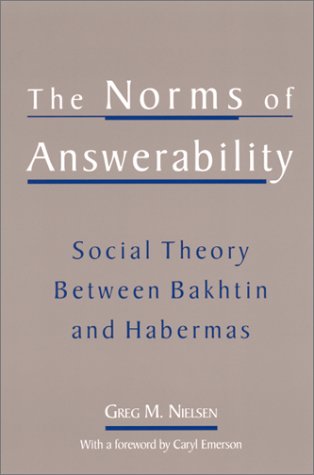 The Norms of
Answerability
Social Theory
Between Bakhtin
and Habermas
Greg M. Nielsen
With a foreword by Caryl Emerson